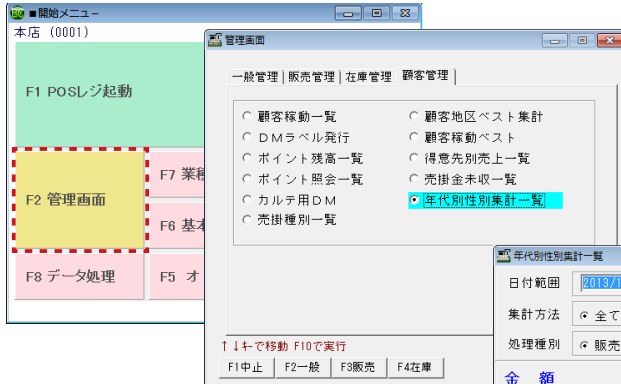 ■開始メニュー
本店 (0001)
F1 POSレジ起動
F2 管理画面
F7 業種
F6 基本
F8 データ処理
F5 オ
管理画面
一般管理 販売管理 在庫管理 顧客管理
顧客稼動一覧
ＤＭラベル発行
ポイント残高一覧
ポイント照会一覧
カルテ用ＤＭ
売掛種別一覧
顧客地区ベスト集計
顧客稼動ベスト
得意先別売上一覧
売掛金未収一覧
年代別性別集計一覧
↑↓キｰで移動 F10で実行
F1中止 F2一般 F3販売 F4在庫
年代別性別集計一覧
日付範囲 2013/1
集計方法 全て
処理種別 販売
金 額